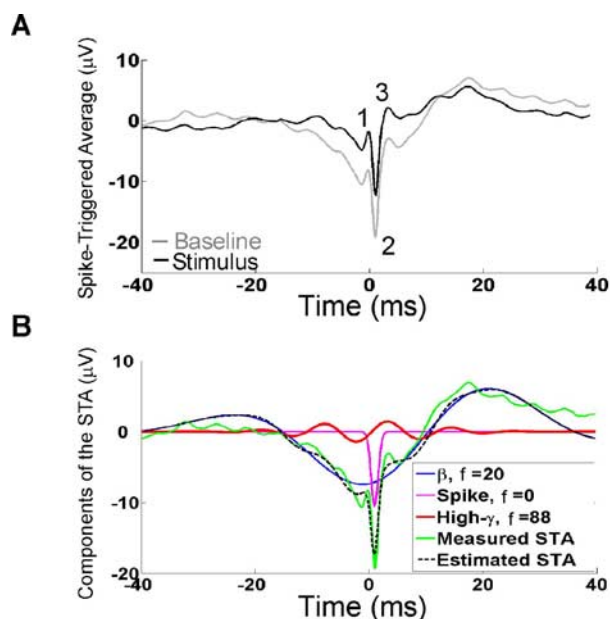 A
Spike-Triggered Average (μV)
10
0
-10
-20
1
3
2
Baseline
Stimulus
-40
-20
0
20
40
Time (ms)
B
Components of the STA (μV)
10
0
-10
-20
β, f =20
Spike, f =0
High-γ, f =88
Measured STA
Estimated STA
-40
-20
0
20
40
Time (ms)